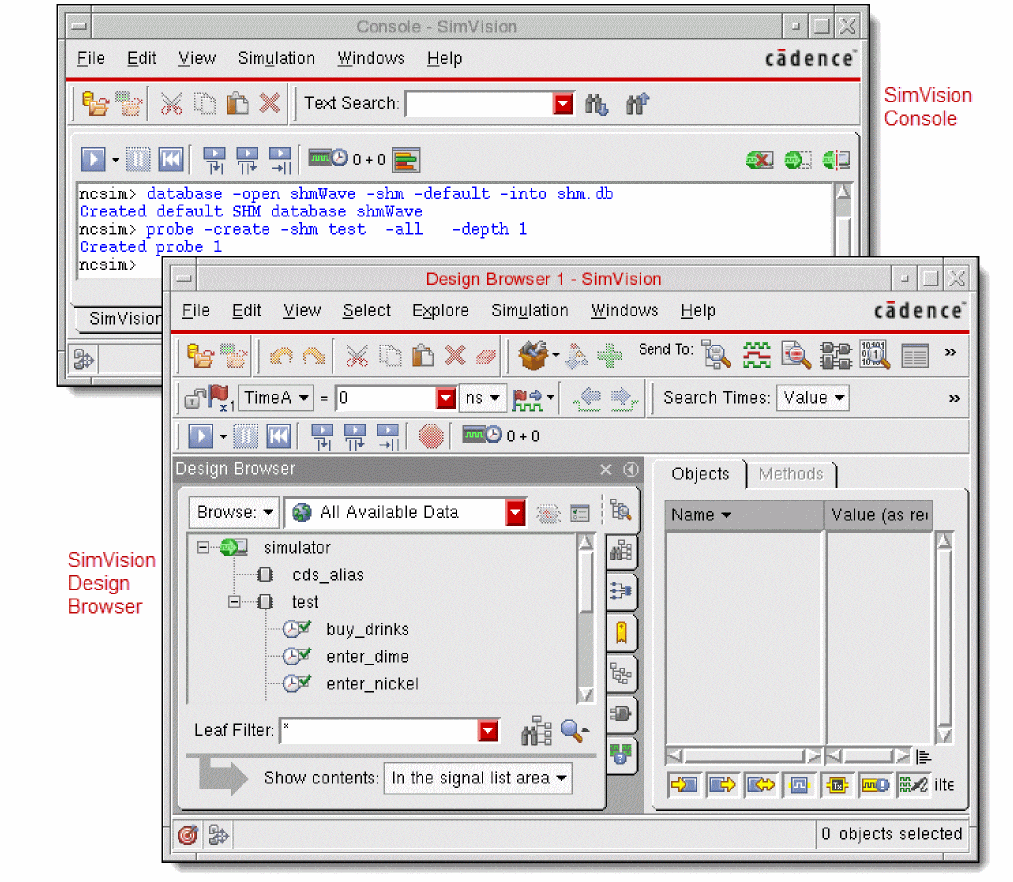 Console - SimVision
File Edit View Simulation Windows Help cādence™
Text Search:
SimVision
Console
0 + 0
ncsim> database -open shmWave -shm -default -into shm.db
Created default SHM database shmWave
ncsim> probe -create -shm test -all -depth 1
Created probe 1
ncsim>
SimVision
Design Browser 1 - SimVision
File Edit View Select Explore Simulation Windows Help cādence™
Send To: »
x1 TimeA = 0 ns Search Times: Value »
0 + 0
Design Browser
Objects Methods
Browse: All Available Data
Name Value (as re
simulator
cds_alias
test
buy_drinks
enter_dime
enter_nickel
SimVision
Design
Browser
Leaf Filter: *
Show contents: In the signal list area
ilte
0 objects selected